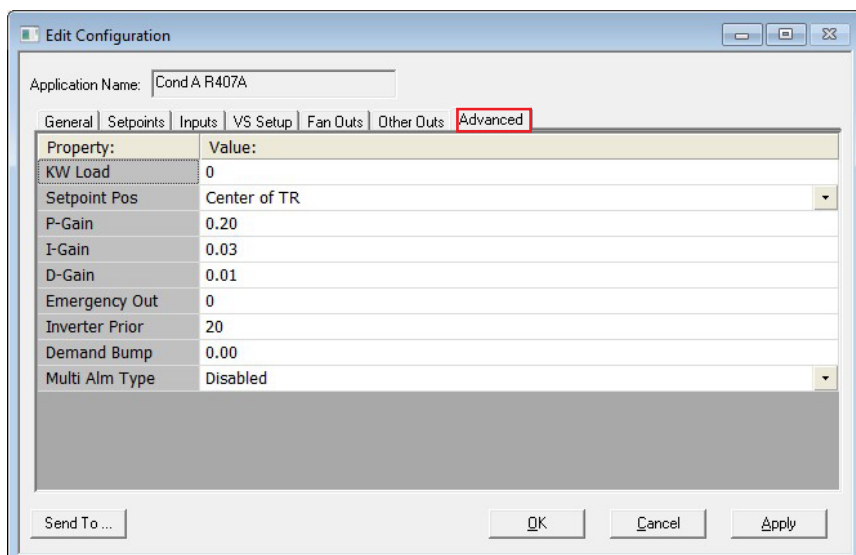 Edit Configuration
Application Name: Cond A R407A
General Setpoints Inputs VS Setup Fan Outs Other Outs Advanced
Property: Value:
KW Load 0
Setpoint Pos Center of TR
P-Gain 0.20
I-Gain 0.03
D-Gain 0.01
Emergency Out 0
Inverter Prior 20
Demand Bump 0.00
Multi Alm Type Disabled
Send To ... OK Cancel Apply